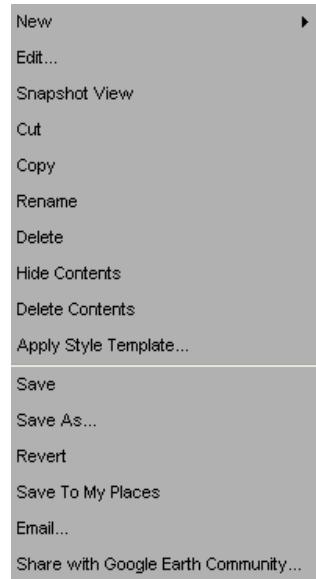 New
Edit...
Snapshot View
Cut
Copy
Rename
Delete
Hide Contents
Delete Contents
Apply Style Template...
Save
Save As...
Revert
Save To My Places
Email...
Share with Google Earth Community...